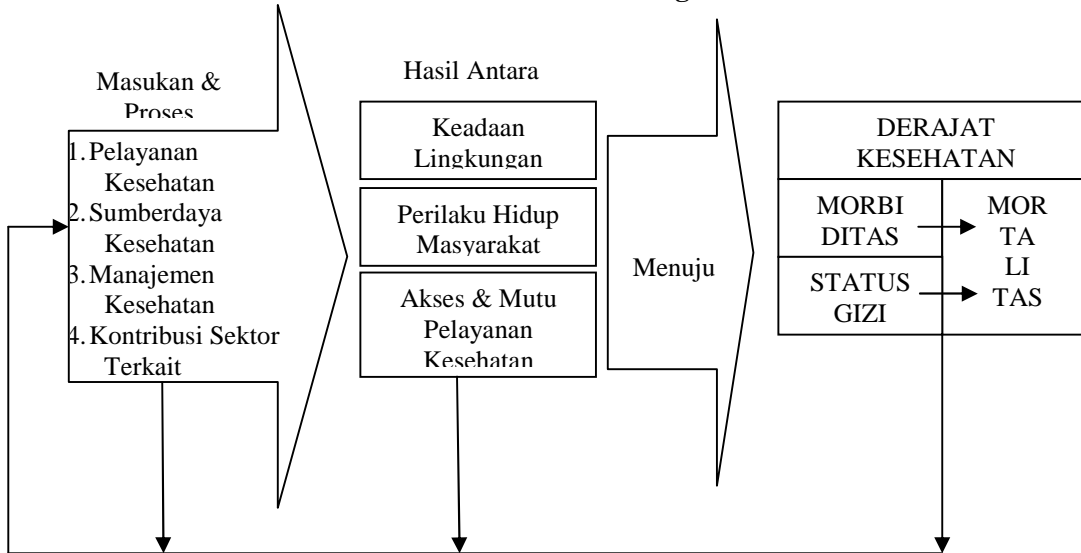 Masukan &
Proses
1.Pelayanan
Kesehatan
2.Sumberdaya
Kesehatan
3.Manajemen
Kesehatan
4.Kontribusi Sektor
Terkait
Hasil Antara
Keadaan
Lingkungan
Perilaku Hidup
Masyarakat
Akses & Mutu
Pelayanan
Kesehatan
Menuju
DERAJAT
KESEHATAN
MORBI
DITAS
STATUS
GIZI
MOR
TA
LI
TAS